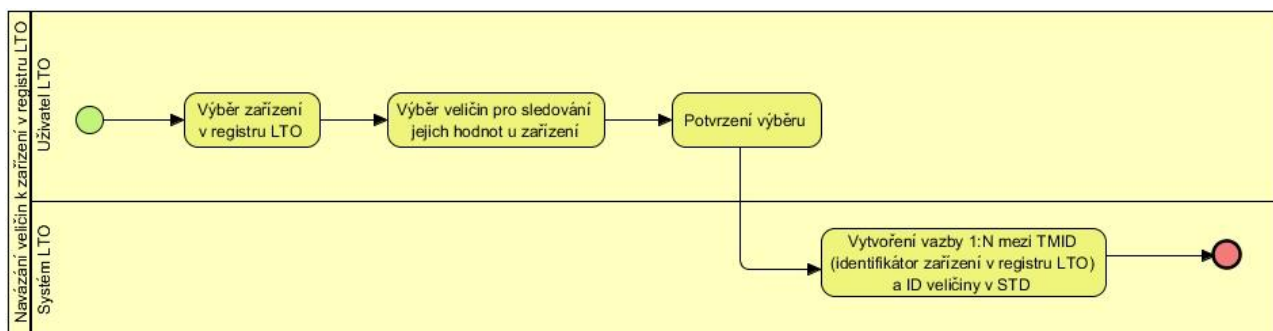 Navázání veličin k zařízení v registru LTO
Uživatel LTO
Výběr zařízení
v registru LTO
Výběr veličin pro sledování
jejich hodnot u zařízení
Potvrzení výběru
Systém LTO
Vytvoření vazby 1:N mezi TMID
(identifikátor zařízení v registru LTO)
a ID veličiny v STD